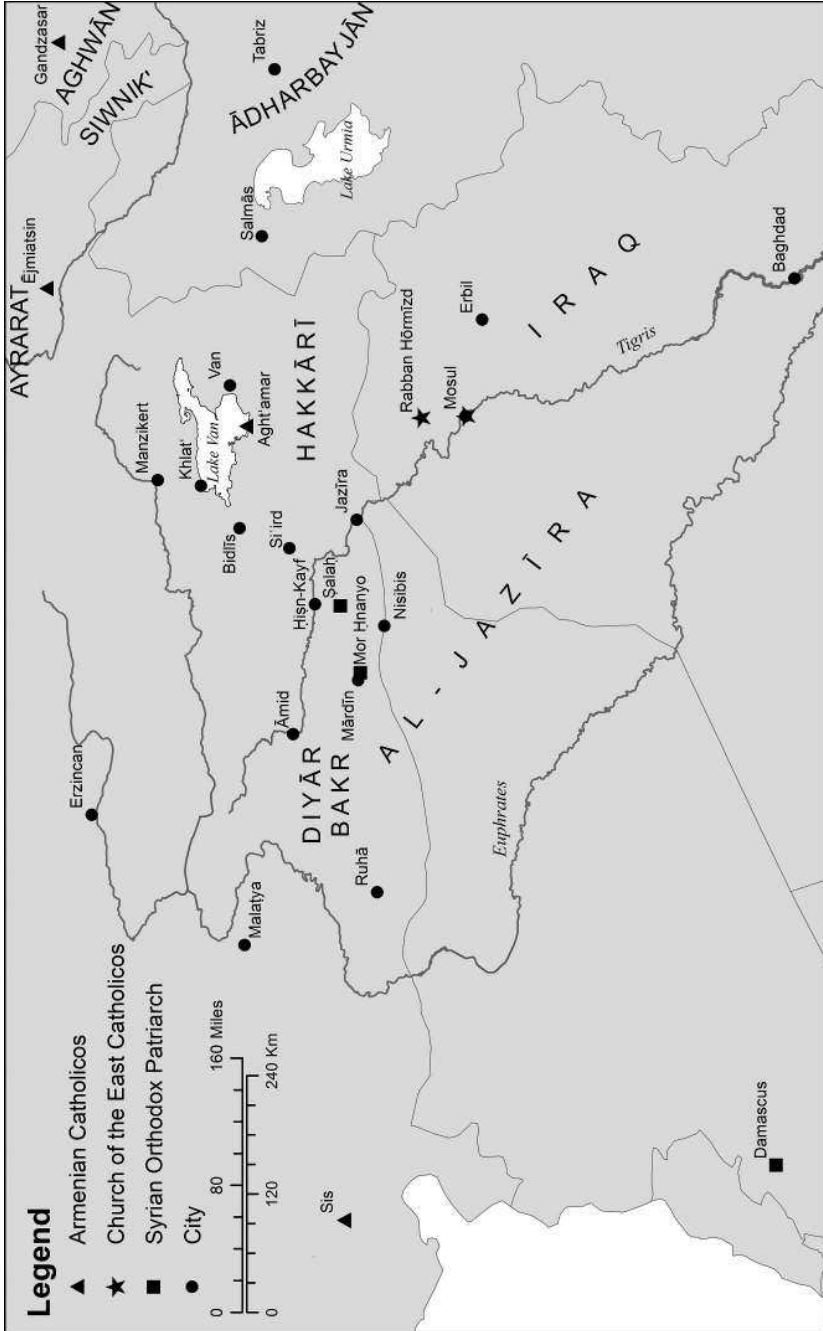 Legend
Armenian Catholicos
Church of the East Catholicos
Syrian Orthodox Patriarch
City
0 80 160 Miles
0 120 240 Km
AYRARAT
Ējmiatsin
Gandzasar
AGHWĀN
SIWNIK'
Tabriz
ĀDHARBAYJĀN
Erzincan
Manzikert
Khlat'
Lake Van
Van
Aght'amar
Salmās
Lake Urmia
Malaṭya
Bidlīs
Si'ird
HAKKĀRĪ
Āmid
DIYĀR
BAKR
Ḥiṣn-Kayf
Ṣalaḥ
Jazīra
Sis
Ruhā
Mārdīn
Mor Ḥnanyo
Nisibis
Rabban Hōrmīzd
Mosul
Erbil
AL-JAZĪRA
IRAQ
Tigris
Euphrates
Damascus
Baghdad